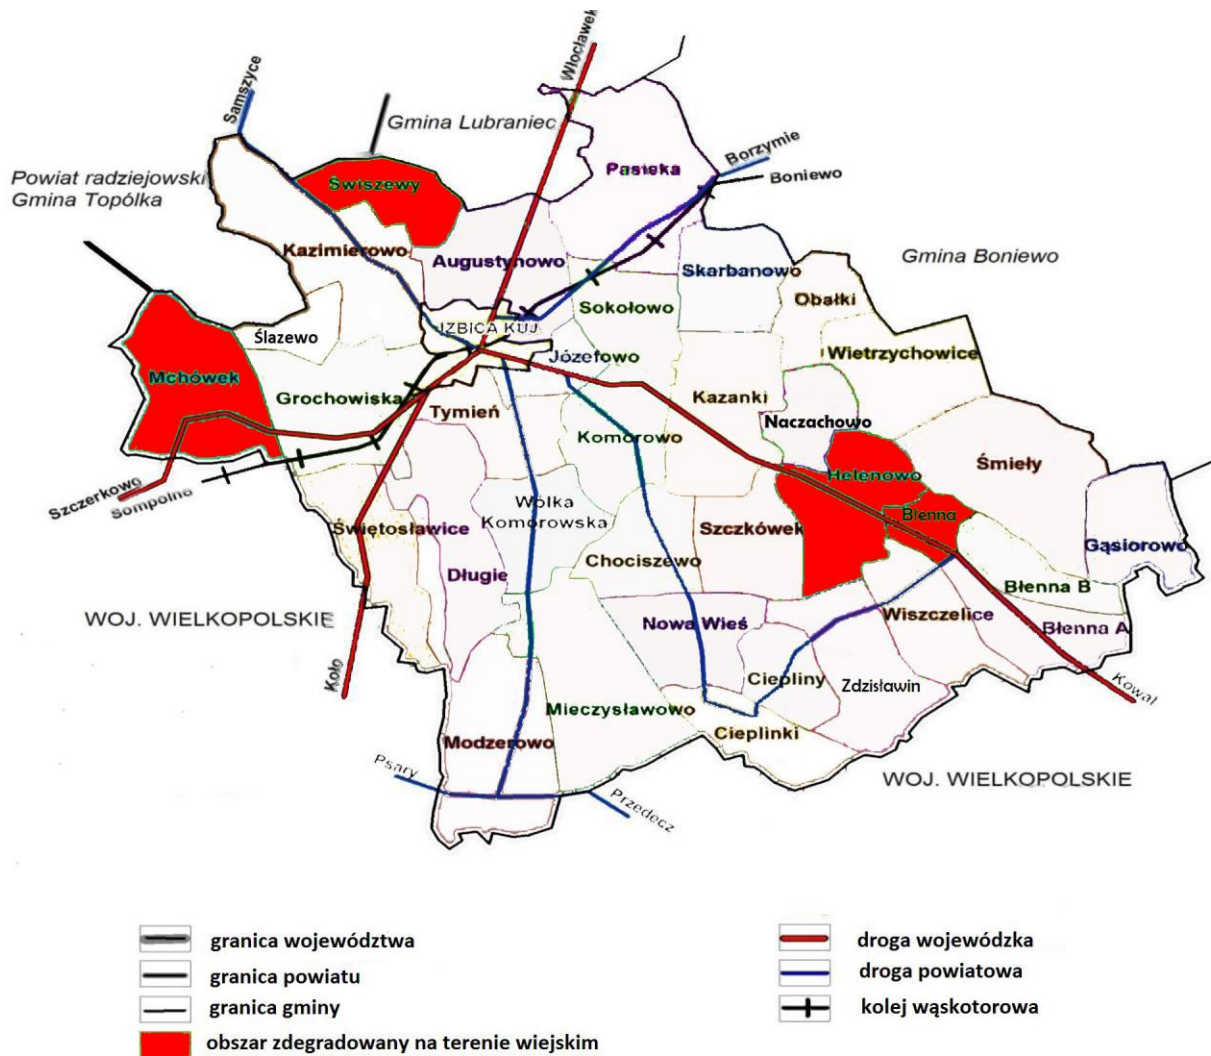 Włocławek
Samszyce
Gmina Lubraniec
Borzymie
Boniewo
Pasieka
Powiat radziejowski
Gmina Topólka
Świszewy
Kazimierowo
Augustynowo
Skarbanowo
Gmina Boniewo
Sokołowo
Obałki
IZBICA KUJ.
Ślazewo
Józefowo
Wietrzychowice
Mchówek
Grochowiska
Tymień
Kazanki
Naczachowo
Komorowo
Helenowo
Śmieły
Szczerkowo
Sompolno
Wólka
Komorowska
Świętosławice
Szczkówek
Błenna
Gąsiorowo
Długie
Chociszewo
Błenna B
WOJ. WIELKOPOLSKIE
Nowa Wieś
Wiszczelice
Błenna A
Koło
Ciepliny
Zdzisławin
Kowal
Mieczysławowo
Cieplinki
Modzerowo
Psary
Przedecz
WOJ. WIELKOPOLSKIE
granica województwa
granica powiatu
granica gminy
obszar zdegradowany na terenie wiejskim
droga wojewódzka
droga powiatowa
kolej wąskotorowa